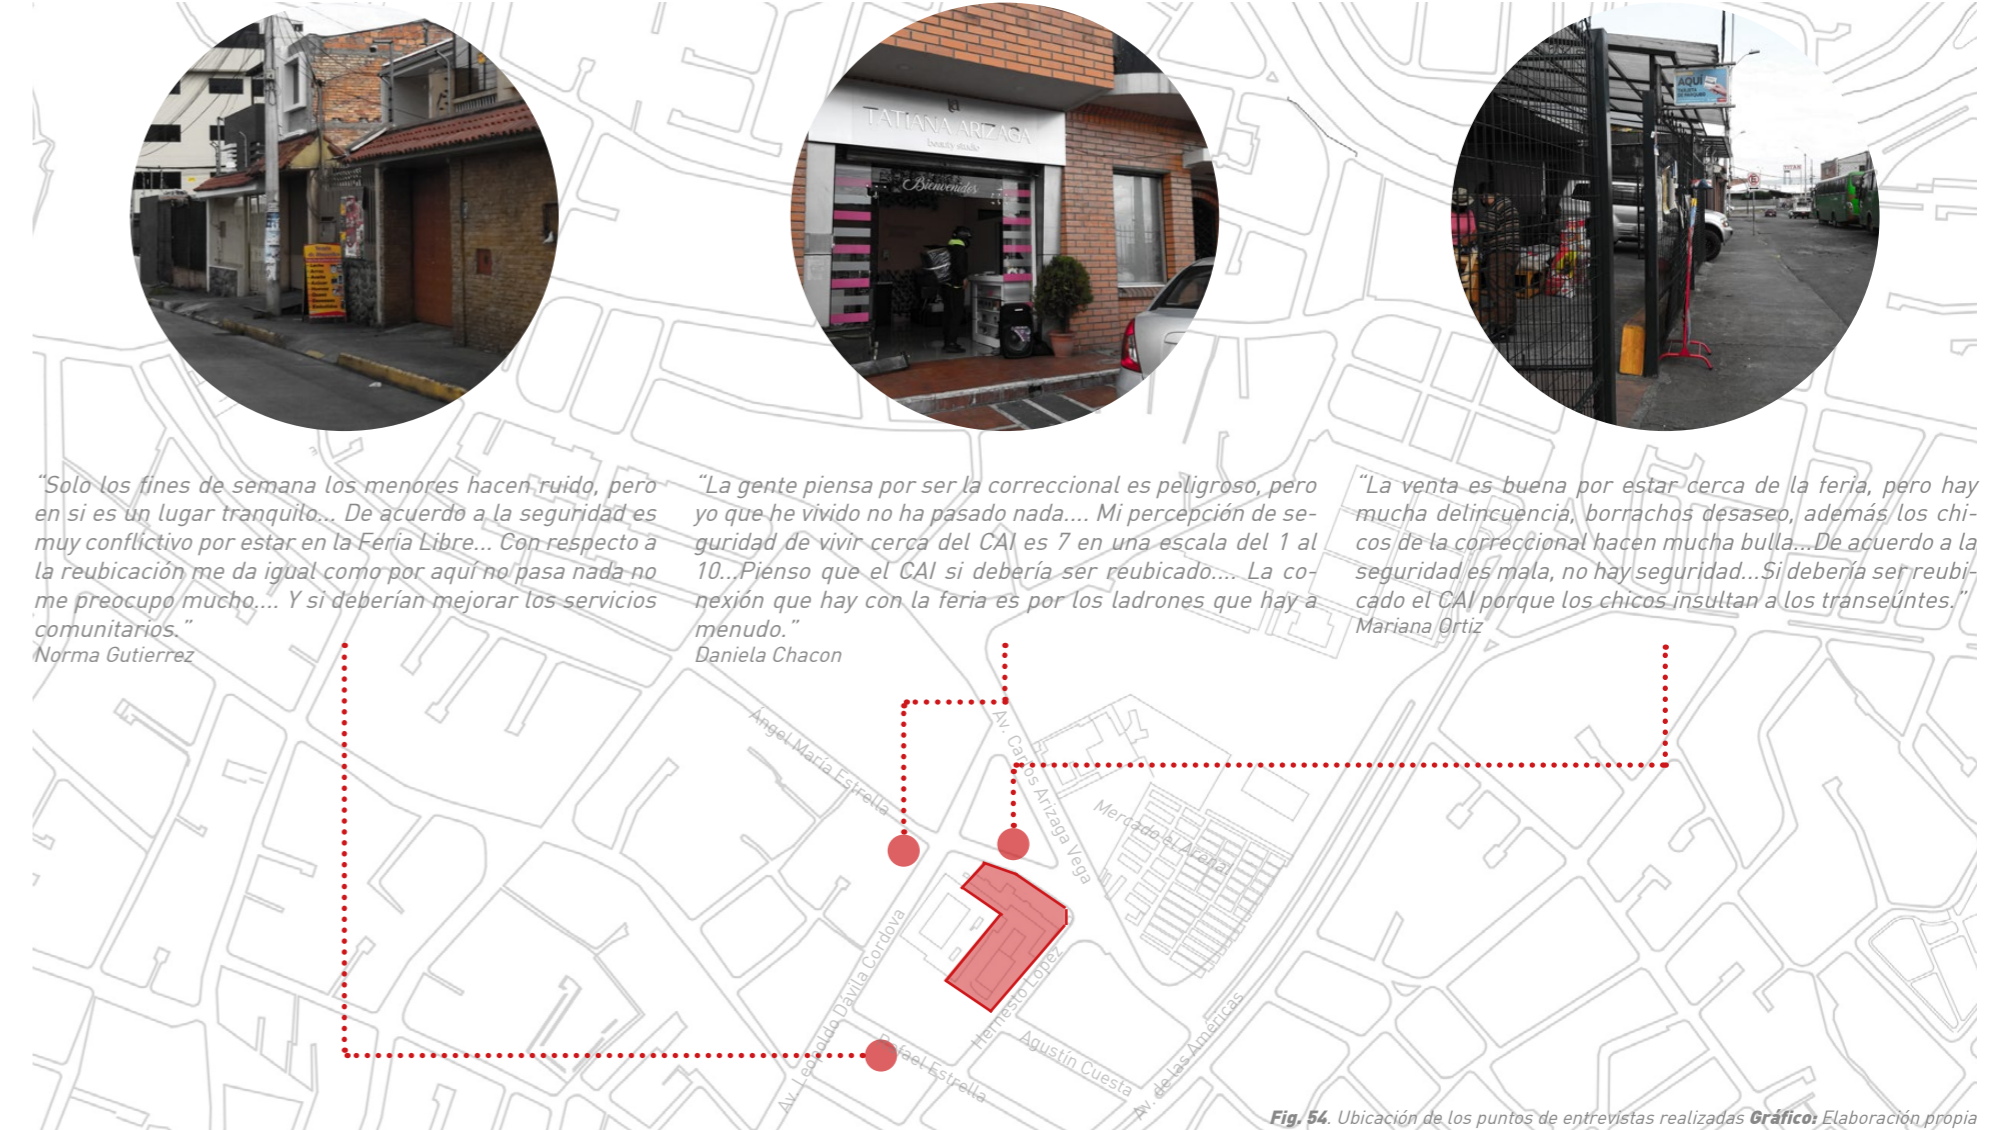 TATIANA ARIZAGA
beauty studio
Bienvenidos
AQUÍ
“Solo los fines de semana los menores hacen ruido, pero
en si es un lugar tranquilo... De acuerdo a la seguridad es
muy conflictivo por estar en la Feria Libre... Con respecto a
la reubicación me da igual como por aquí no pasa nada no
me preocupo mucho.... Y si deberían mejorar los servicios
comunitarios.”
Norma Gutierrez
“La gente piensa por ser la correccional es peligroso, pero
yo que he vivido no ha pasado nada.... Mi percepción de se-
guridad de vivir cerca del CAI es 7 en una escala del 1 al
10...Pienso que el CAI si debería ser reubicado.... La co-
nexión que hay con la feria es por los ladrones que hay a
menudo.”
Daniela Chacon
“La venta es buena por estar cerca de la feria, pero hay
mucha delincuencia, borrachos desaseo, además los chi-
cos de la correccional hacen mucha bulla...De acuerdo a la
seguridad es mala, no hay seguridad...Si debería ser reubi-
cado el CAI porque los chicos insultan a los transeúntes.”
Mariana Ortiz
Ángel María Estrella
Av. Carlos Arizaga Vega
Mercado el Arenal
Av. Leopoldo Dávila Cordova
Hernesto López
Rafael Estrella
Agustín Cuesta
Av. de las Américas
Fig. 54. Ubicación de los puntos de entrevistas realizadas Gráfico: Elaboración propia